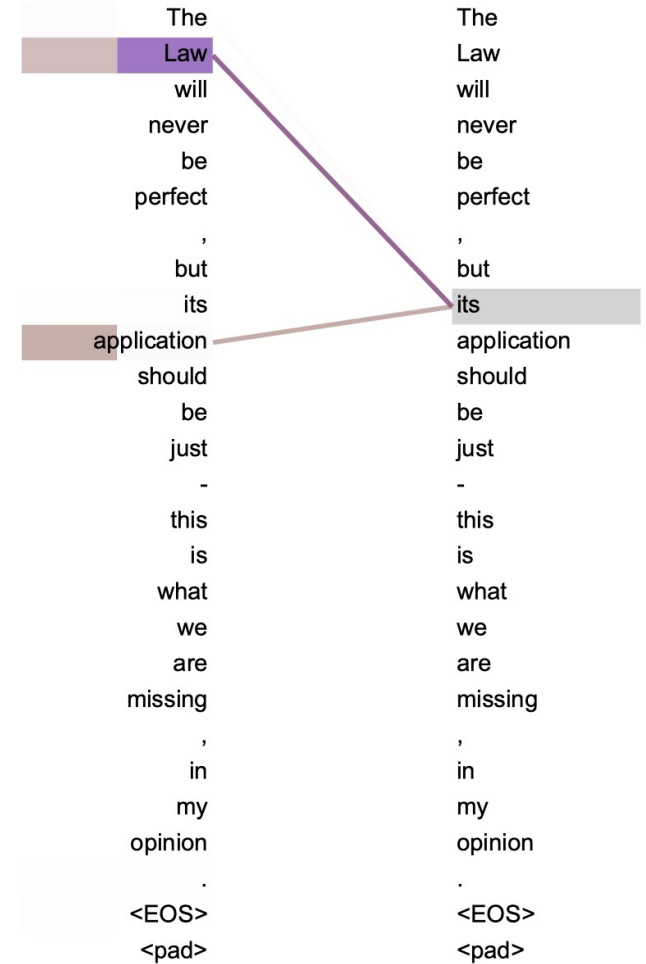 The The
Law Law
will will
never never
be be
perfect perfect
, ,
but but
its its
application application
should should
be be
just just
- -
this this
is is
what what
we we
are are
missing missing
, ,
in in
my my
opinion opinion
. .
<EOS> <EOS>
<pad> <pad>